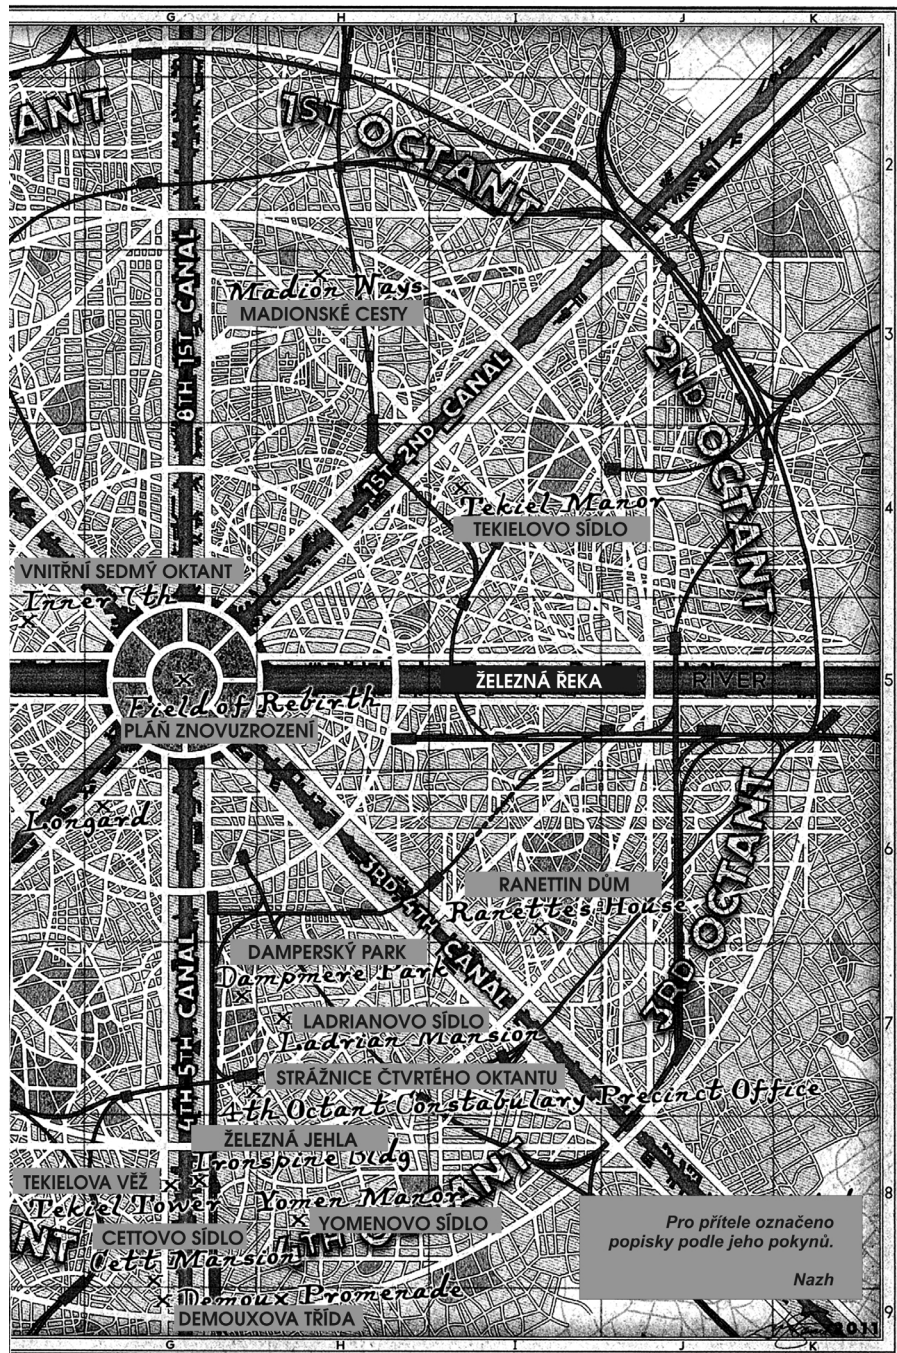 G H I J K
1
ANT
1ST OCTANT
2
8TH 1ST CANAL
Madion Ways
MADIONSKÉ CESTY
3
2ND OCTANT
1ST 2ND CANAL
4
Tekiel Manor
TEKIELOVO SÍDLO
VNITŘNÍ SEDMÝ OKTANT
Inner 7th
ŽELEZNÁ ŘEKA
RIVER
5
Field of Rebirth
PLÁŇ ZNOVUZROZENÍ
Longard
6
3RD 4TH CANAL
3RD OCTANT
RANETTIN DŮM
Ranette's House
DAMPERSKÝ PARK
Dampmere Park
4TH 5TH CANAL
7
LADRIANOVO SÍDLO
Ladrian Mansion
STRÁŽNICE ČTVRTÉHO OKTANTU
4th Octant Constabulary Precinct Office
ŽELEZNÁ JEHLA
Ironspine Bldg
TEKIELOVA VĚŽ
Tekiel Tower
Yomen Manor
8
YOMENOVO SÍDLO
4TH OCTANT
NT
CETTOVO SÍDLO
Cett Mansion
Pro přítele označeno
popisky podle jeho pokynů.
Nazh
Demoux Promenade
DEMOUXOVA TŘÍDA
9
2011
G H I J K